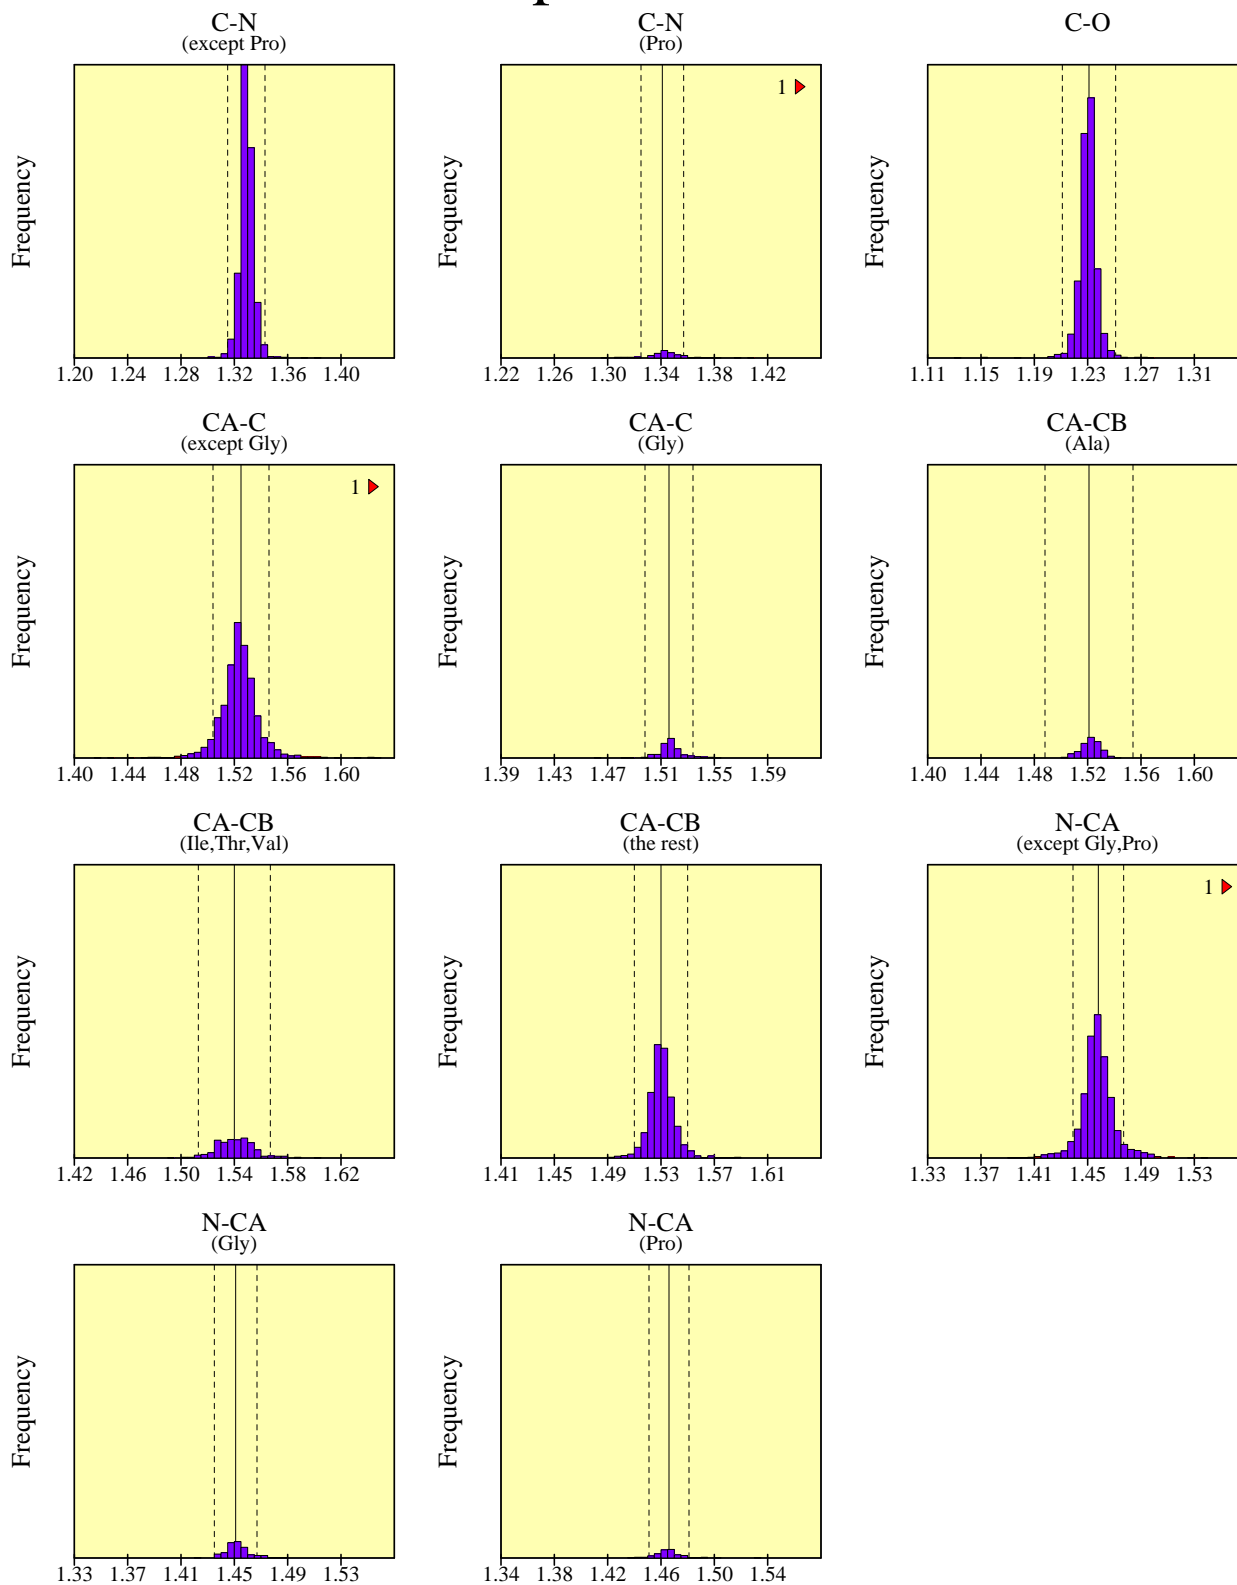 C-N
(except Pro)
C-N
(Pro)
C-O
Frequency
Frequency
Frequency
1
1.20 1.24 1.28 1.32 1.36 1.40
1.22 1.26 1.30 1.34 1.38 1.42
1.11 1.15 1.19 1.23 1.27 1.31
CA-C
(except Gly)
CA-C
(Gly)
CA-CB
(Ala)
Frequency
Frequency
Frequency
1
1.40 1.44 1.48 1.52 1.56 1.60
1.39 1.43 1.47 1.51 1.55 1.59
1.40 1.44 1.48 1.52 1.56 1.60
CA-CB
(Ile,Thr,Val)
CA-CB
(the rest)
N-CA
(except Gly,Pro)
Frequency
Frequency
Frequency
1
1.42 1.46 1.50 1.54 1.58 1.62
1.41 1.45 1.49 1.53 1.57 1.61
1.33 1.37 1.41 1.45 1.49 1.53
N-CA
(Gly)
N-CA
(Pro)
Frequency
Frequency
1.33 1.37 1.41 1.45 1.49 1.53
1.34 1.38 1.42 1.46 1.50 1.54